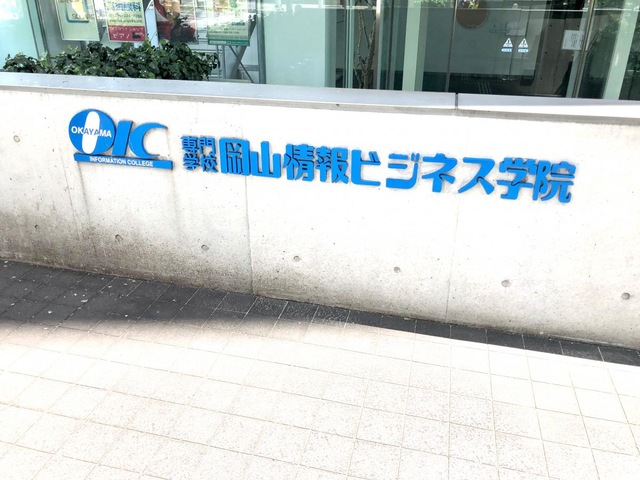 OIC
OKAYAMA
INFORMATION COLLEGE
専門
学校
岡山情報ビジネス学院